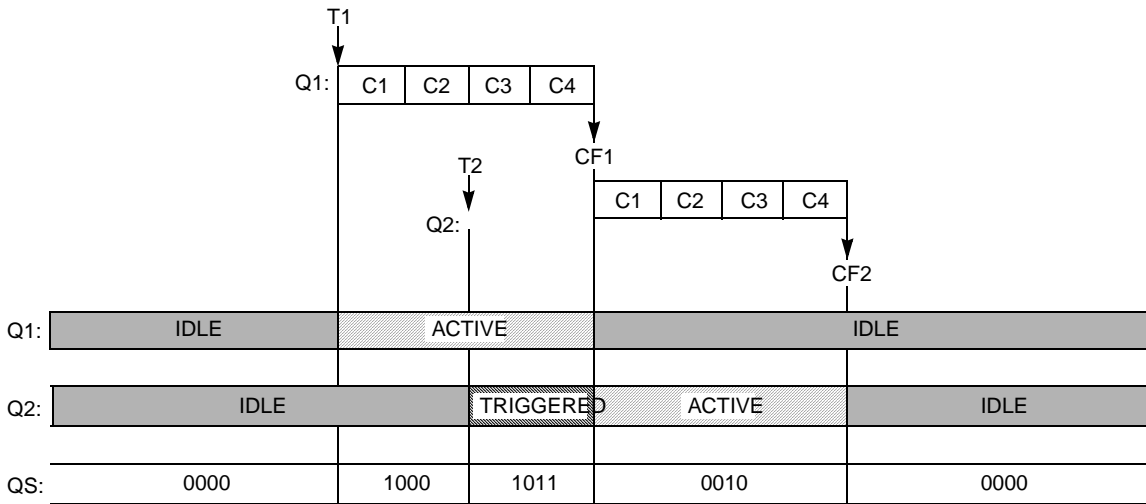 T1
Q1: C1 C2 C3 C4
CF1
T2
C1 C2 C3 C4
Q2:
CF2
Q1: IDLE ACTIVE IDLE
Q2: IDLE TRIGGERED ACTIVE IDLE
QS: 0000 1000 1011 0010 0000